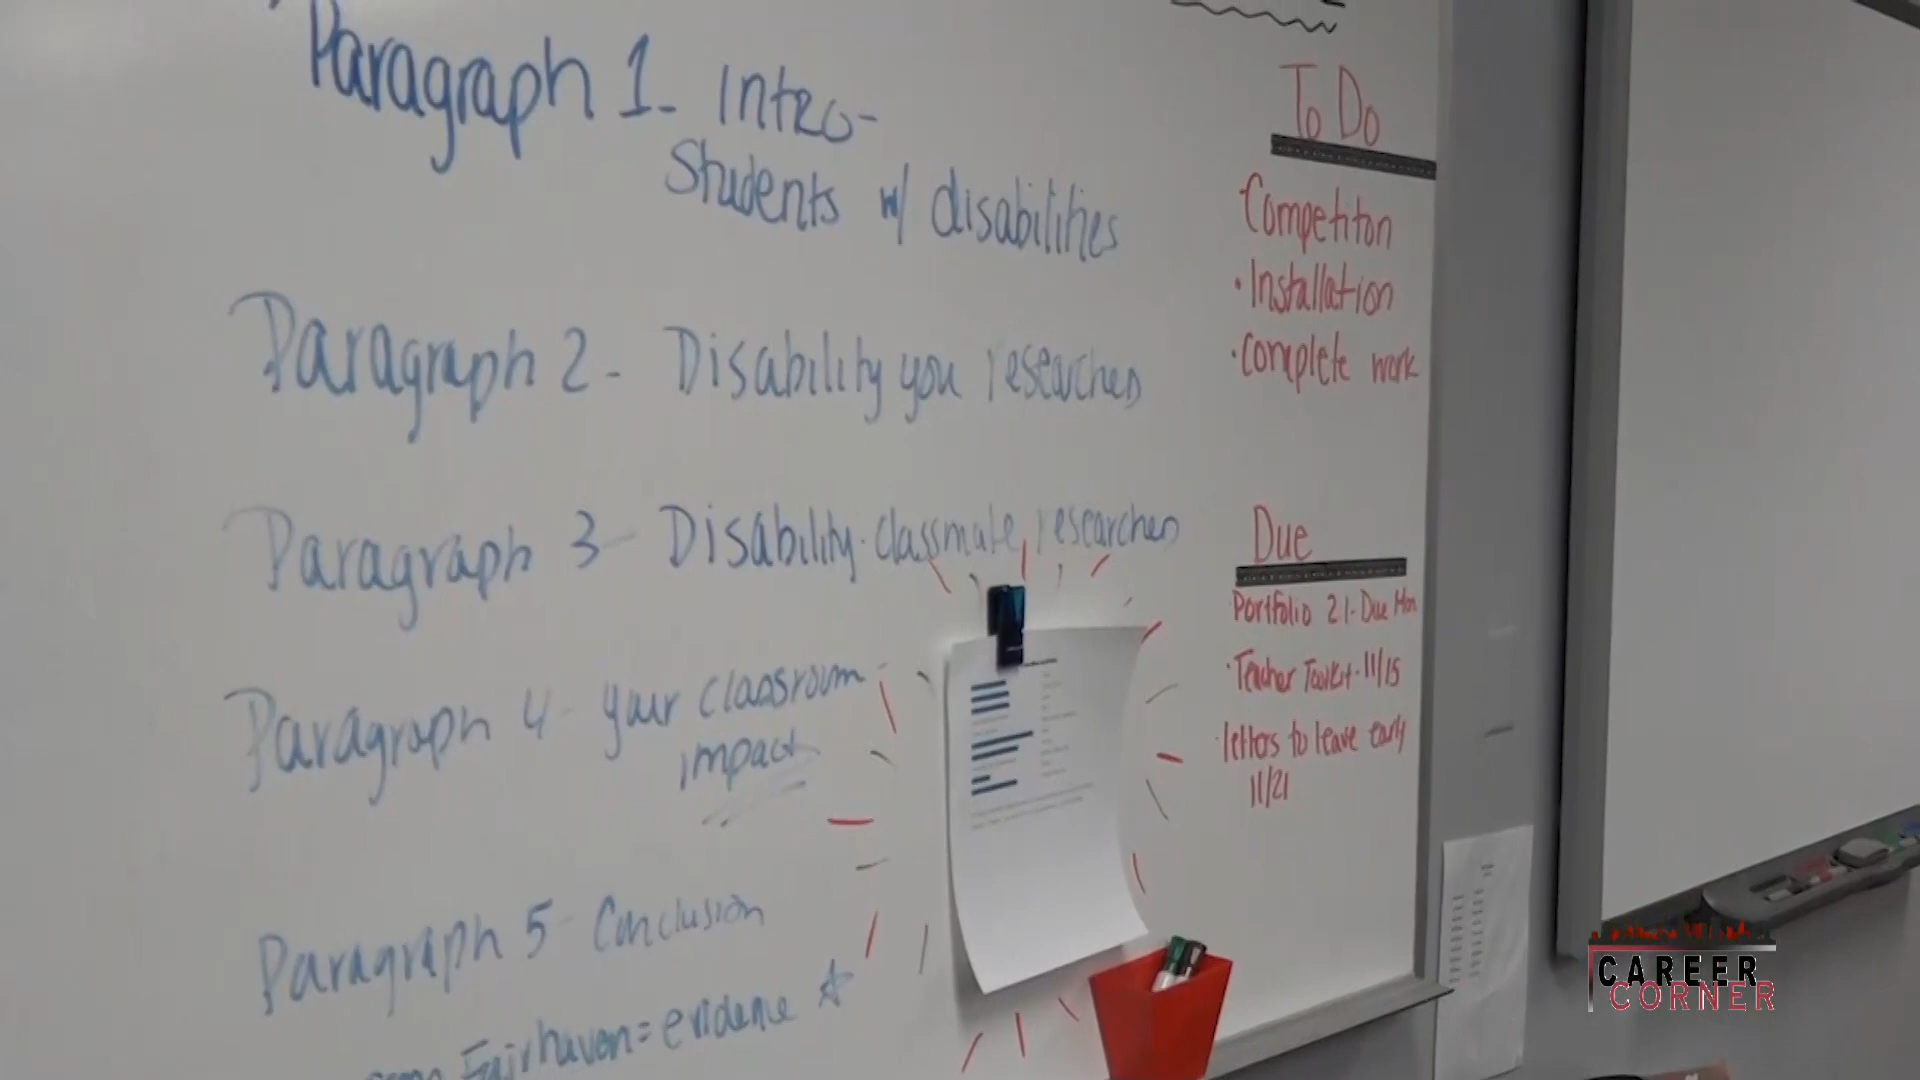 Paragraph 1- Intro-
Students w/ disabilities
Paragraph 2- Disability you researched
Paragraph 3- Disability classmate researched
Paragraph 4- your classroom
impact
Paragraph 5- Conclusion
Fairhaven = evidence
To Do
Competiton
• Installation
• complete work
Due
Portfolio 21- Due Mon
• Teacher Toolkit- 11/15
• letters to leave early
11/21
CAREER
CORNER